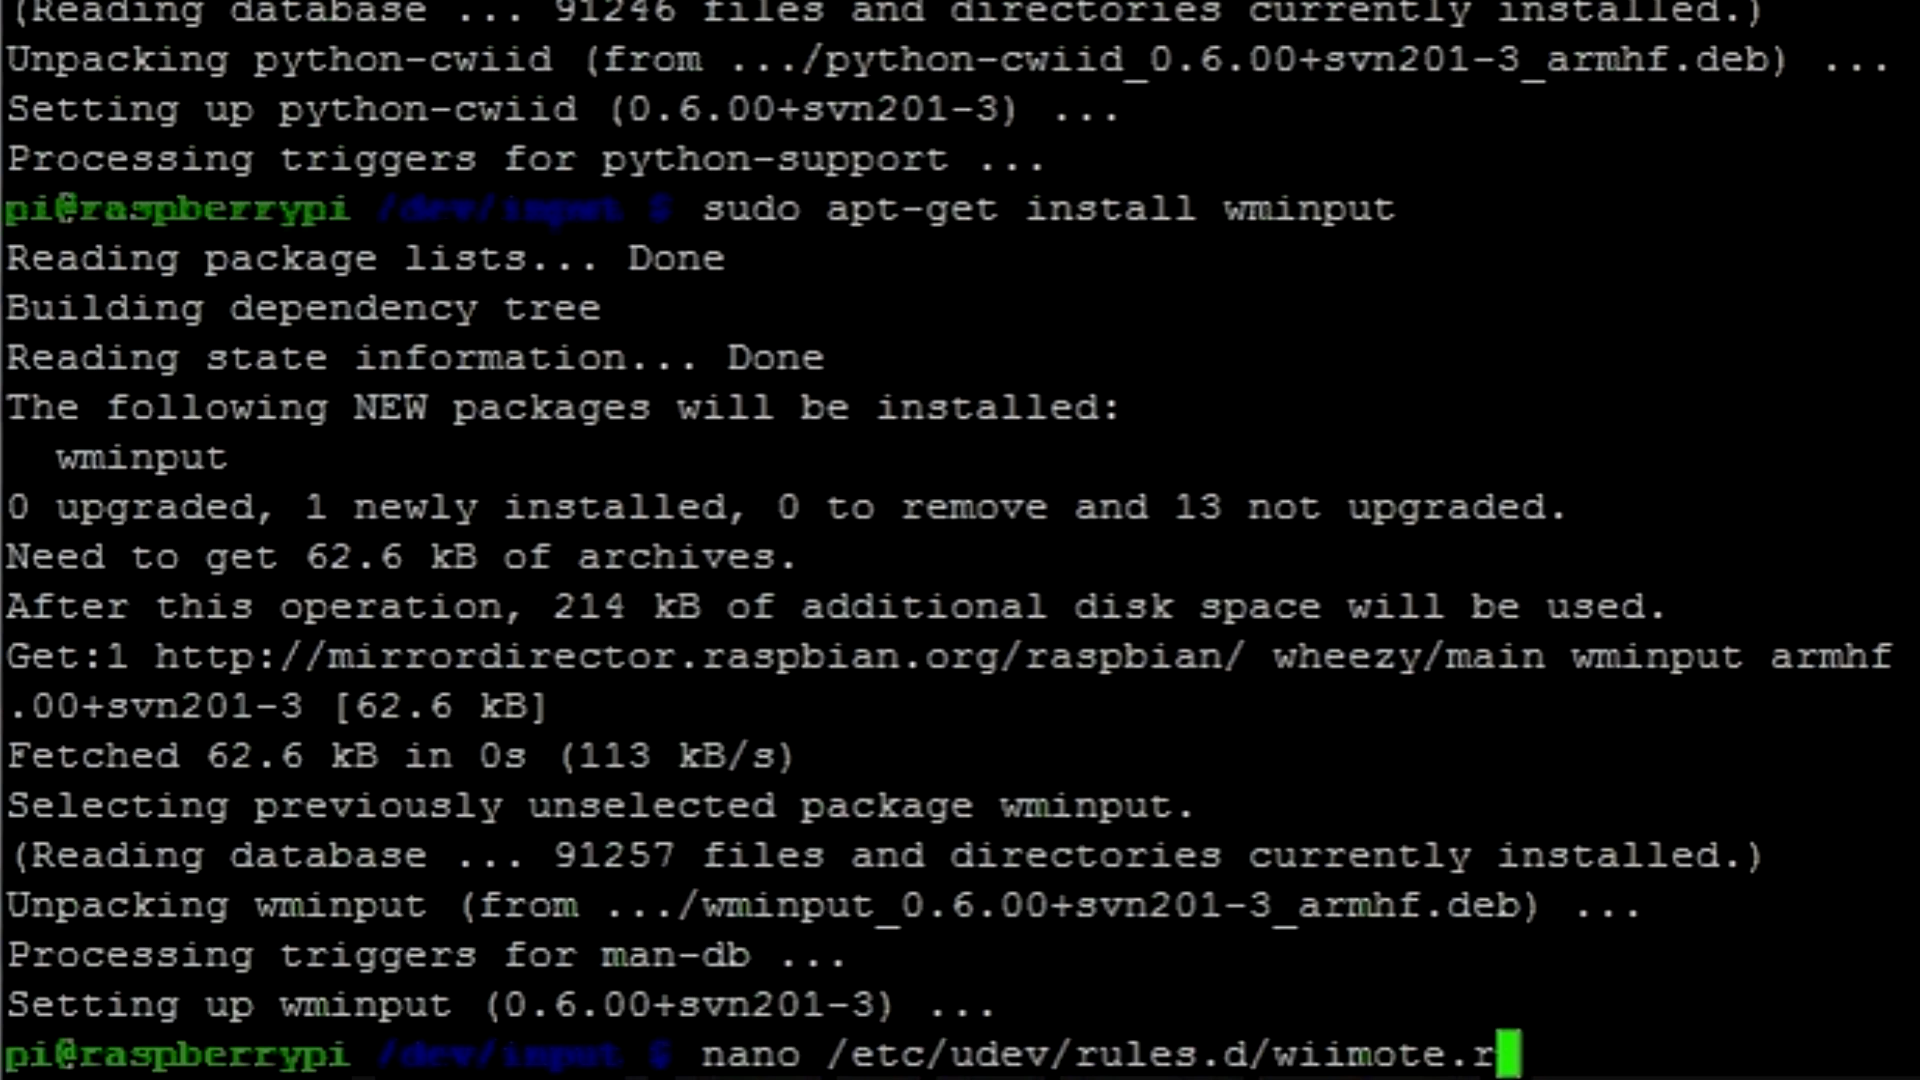 (Reading database ... 91246 files and directories currently installed.)
Unpacking python-cwiid (from .../python-cwiid_0.6.00+svn201-3_armhf.deb) ...
Setting up python-cwiid (0.6.00+svn201-3) ...
Processing triggers for python-support ...
pi@raspberrypi /dev/input $ sudo apt-get install wminput
Reading package lists... Done
Building dependency tree
Reading state information... Done
The following NEW packages will be installed:
  wminput
0 upgraded, 1 newly installed, 0 to remove and 13 not upgraded.
Need to get 62.6 kB of archives.
After this operation, 214 kB of additional disk space will be used.
Get:1 http://mirrordirector.raspbian.org/raspbian/ wheezy/main wminput armhf
.00+svn201-3 [62.6 kB]
Fetched 62.6 kB in 0s (113 kB/s)
Selecting previously unselected package wminput.
(Reading database ... 91257 files and directories currently installed.)
Unpacking wminput (from .../wminput_0.6.00+svn201-3_armhf.deb) ...
Processing triggers for man-db ...
Setting up wminput (0.6.00+svn201-3) ...
pi@raspberrypi /dev/input $ nano /etc/udev/rules.d/wiimote.r